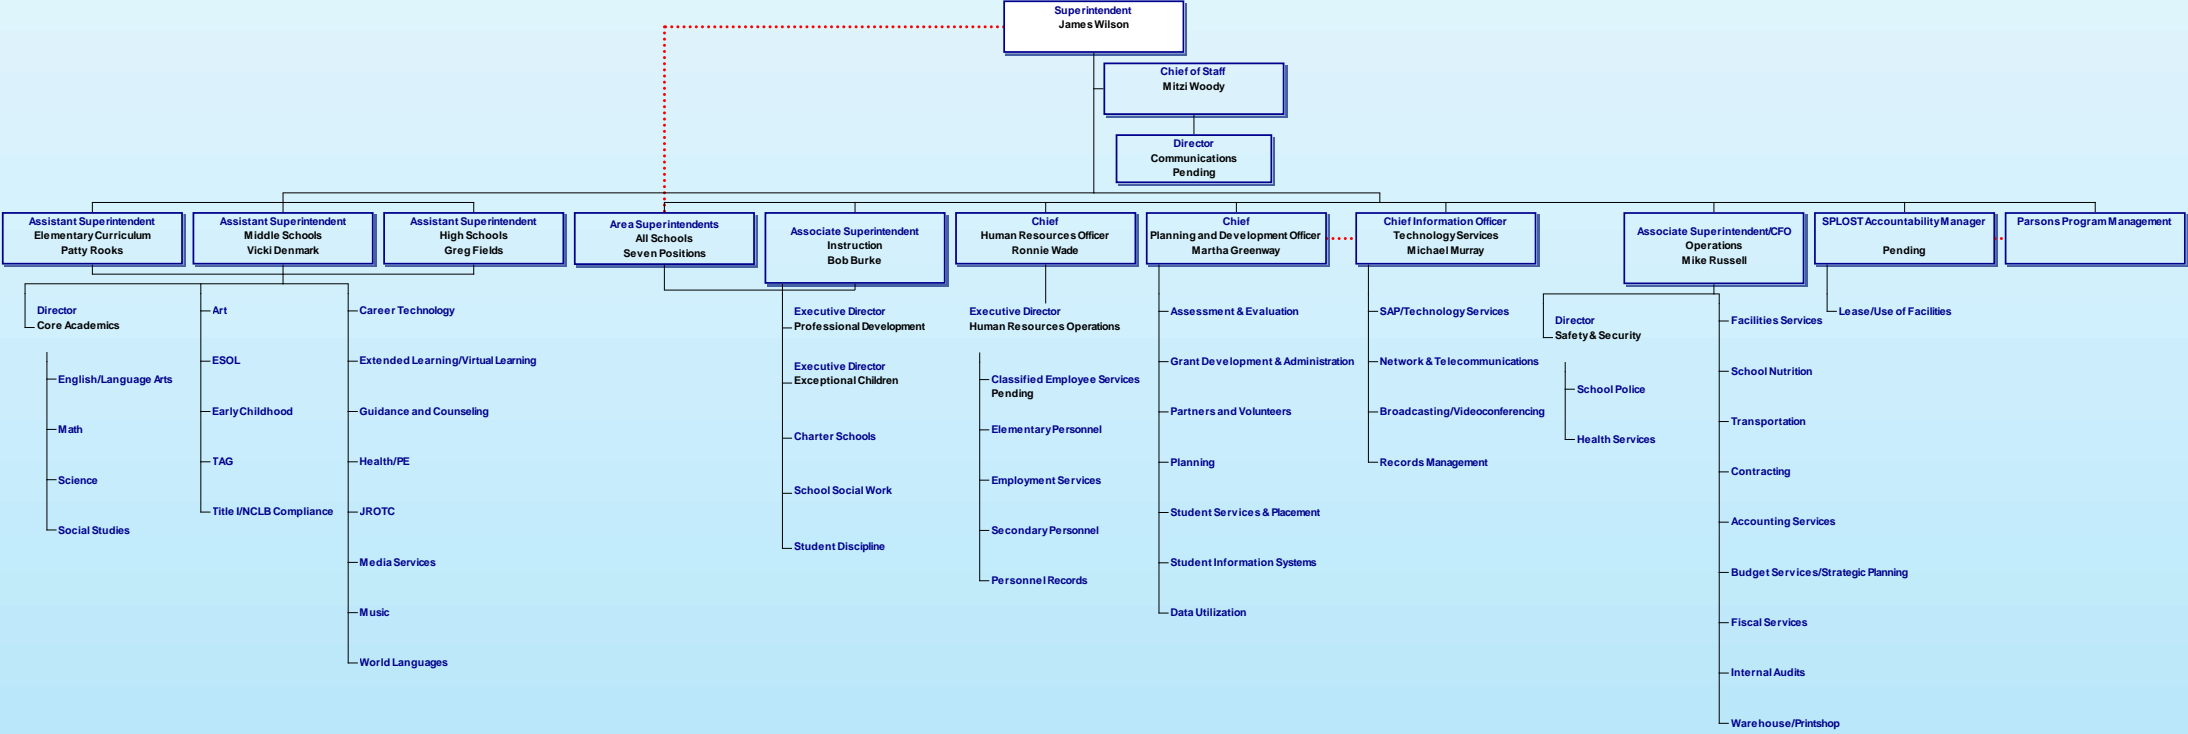 Superintendent
James Wilson
Chief of Staff
Mitzi Woody
Director
Communications
Pending
Assistant Superintendent
Elementary Curriculum
Patty Rooks
Assistant Superintendent
Middle Schools
Vicki Denmark
Assistant Superintendent
High Schools
Greg Fields
Area Superintendents
All Schools
Seven Positions
Associate Superintendent
Instruction
Bob Burke
Chief
Human Resources Officer
Ronnie Wade
Chief
Planning and Development Officer
Martha Greenway
Chief Information Officer
Technology Services
Michael Murray
Associate Superintendent/CFO
Operations
Mike Russell
SPLOST Accountability Manager
Pending
Parsons Program Management
Director
Core Academics
English/Language Arts
Math
Science
Social Studies
Art
ESOL
Early Childhood
TAG
Title I/NCLB Compliance
Career Technology
Extended Learning/Virtual Learning
Guidance and Counseling
Health/PE
JROTC
Media Services
Music
World Languages
Executive Director
Professional Development
Executive Director
Exceptional Children
Charter Schools
School Social Work
Student Discipline
Executive Director
Human Resources Operations
Classified Employee Services
Pending
Elementary Personnel
Employment Services
Secondary Personnel
Personnel Records
Assessment & Evaluation
Grant Development & Administration
Partners and Volunteers
Planning
Student Services & Placement
Student Information Systems
Data Utilization
SAP/Technology Services
Network & Telecommunications
Broadcasting/Videoconferencing
Records Management
Director
Safety & Security
School Police
Health Services
Facilities Services
School Nutrition
Transportation
Contracting
Accounting Services
Budget Services/Strategic Planning
Fiscal Services
Internal Audits
Warehouse/Printshop
Lease/Use of Facilities